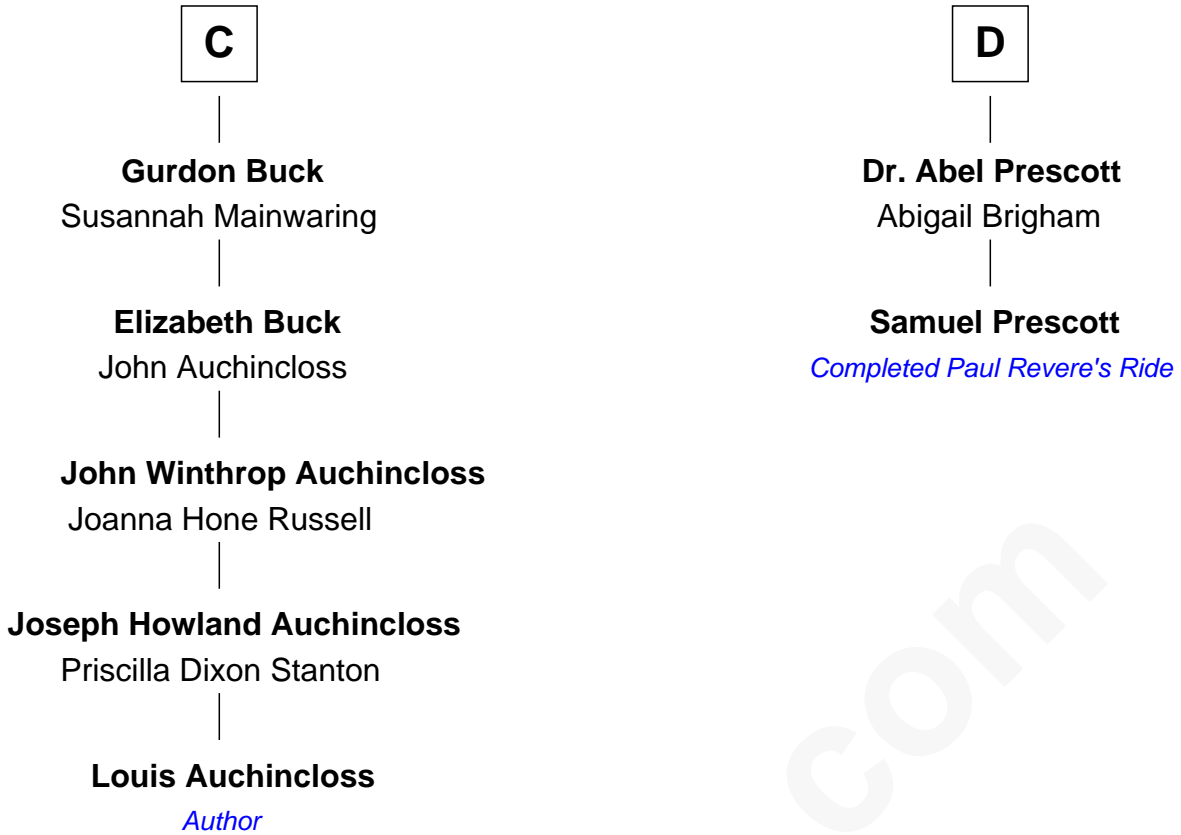 C
Gurdon Buck
Susannah Mainwaring
Elizabeth Buck
John Auchincloss
John Winthrop Auchincloss
Joanna Hone Russell
Joseph Howland Auchincloss
Priscilla Dixon Stanton
Louis Auchincloss
Author
D
Dr. Abel Prescott
Abigail Brigham
Samuel Prescott
Completed Paul Revere's Ride
com